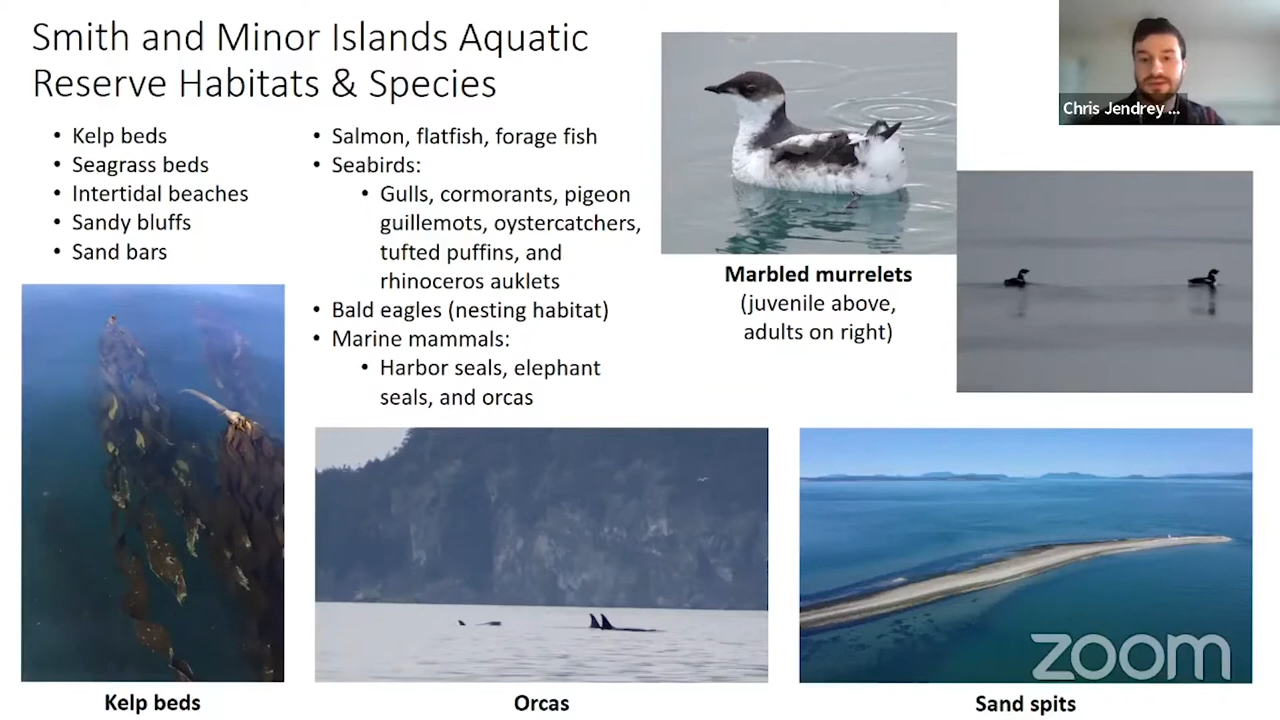 Smith and Minor Islands Aquatic
Reserve Habitats & Species
• Kelp beds
• Seagrass beds
• Intertidal beaches
• Sandy bluffs
• Sand bars
• Salmon, flatfish, forage fish
• Seabirds:
• Gulls, cormorants, pigeon
guillemots, oystercatchers,
tufted puffins, and
rhinoceros auklets
• Bald eagles (nesting habitat)
• Marine mammals:
• Harbor seals, elephant
seals, and orcas
Marbled murrelets
(juvenile above,
adults on right)
Chris Jendrey ...
Kelp beds
Orcas
Sand spits
zoom